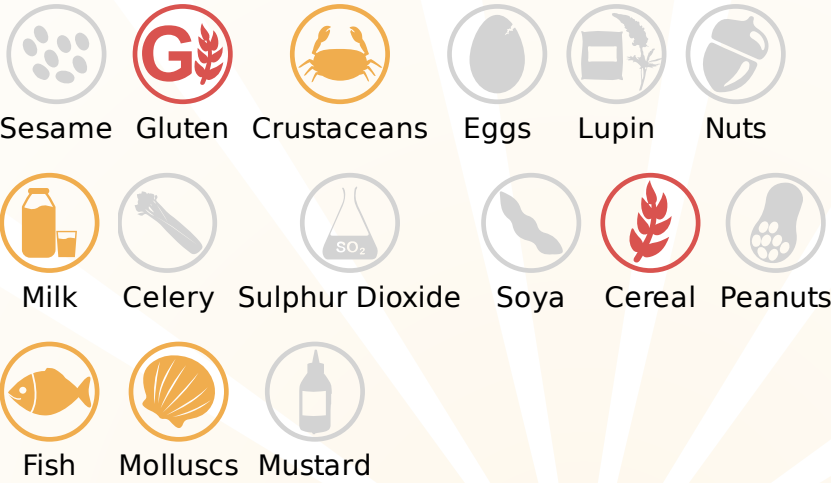 G
Sesame Gluten Crustaceans Eggs Lupin Nuts
SO₂
Milk Celery Sulphur Dioxide Soya Cereal Peanuts
Fish Molluscs Mustard